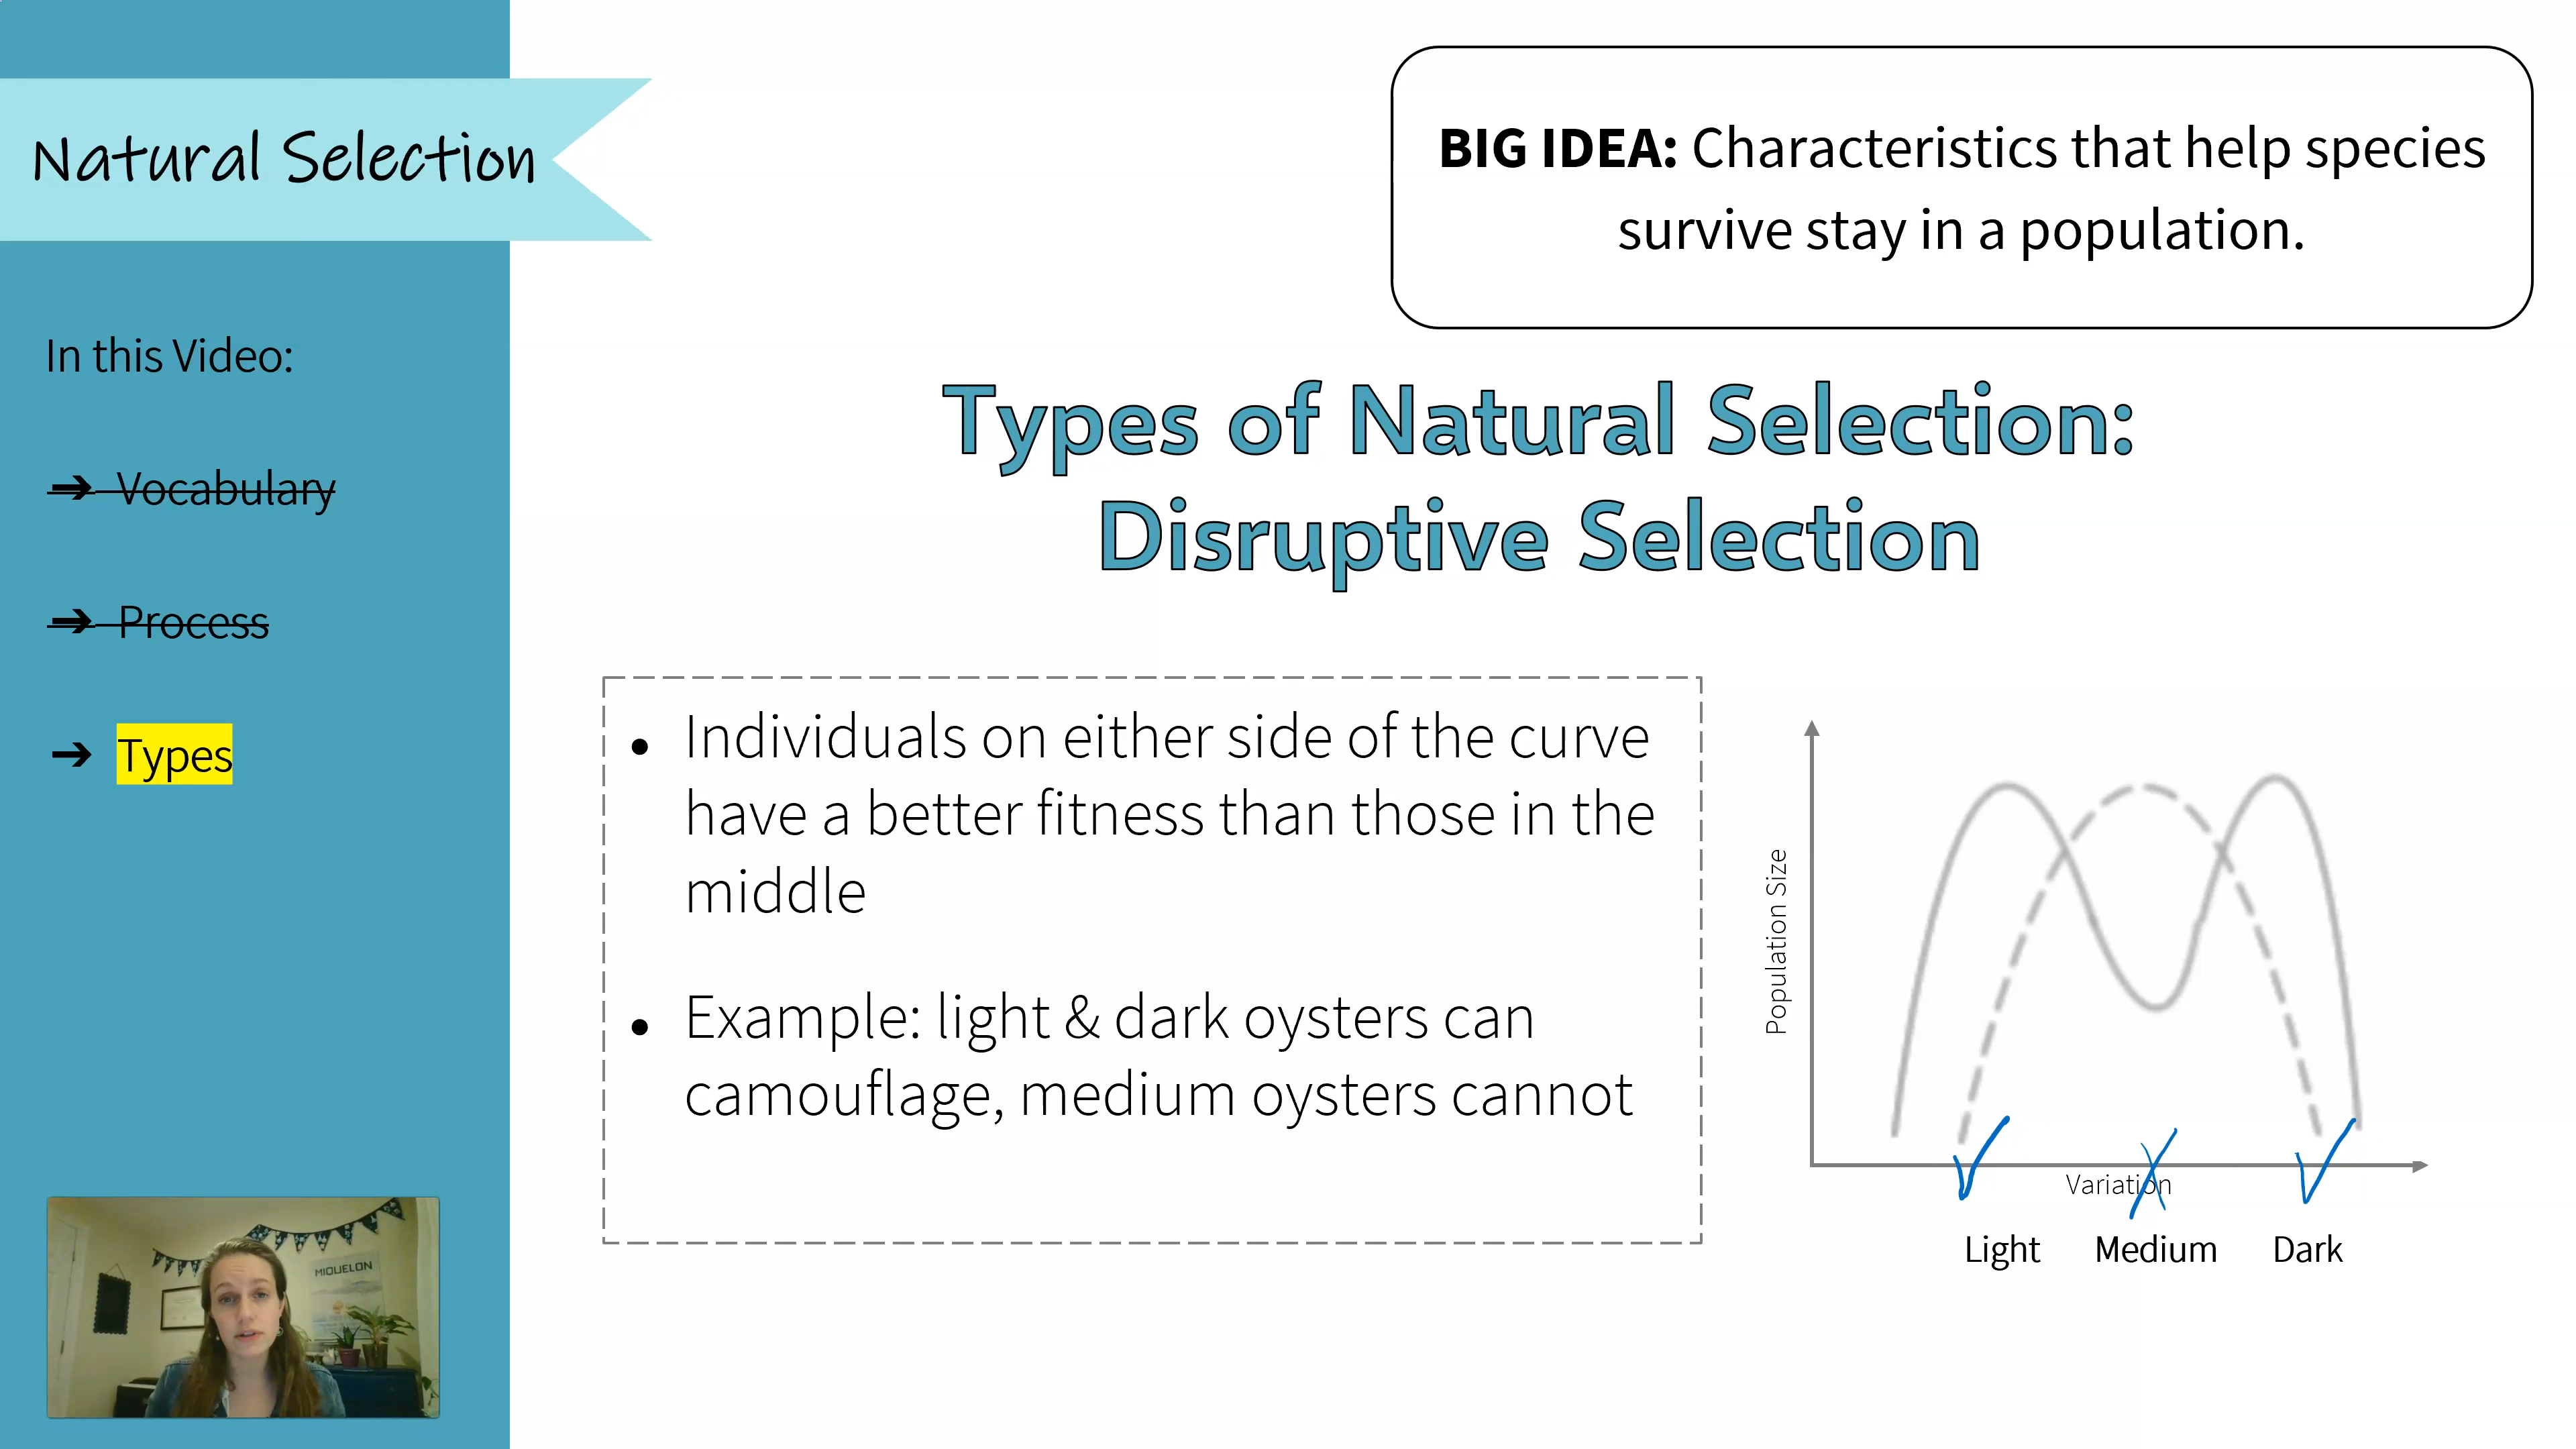 Natural Selection
BIG IDEA: Characteristics that help species
survive stay in a population.
In this Video:
➔ Vocabulary
➔ Process
➔ Types
Types of Natural Selection:
Disruptive Selection
• Individuals on either side of the curve
have a better fitness than those in the
middle
• Example: light & dark oysters can
camouflage, medium oysters cannot
Population Size
Variation
Light Medium Dark
MIQUELON